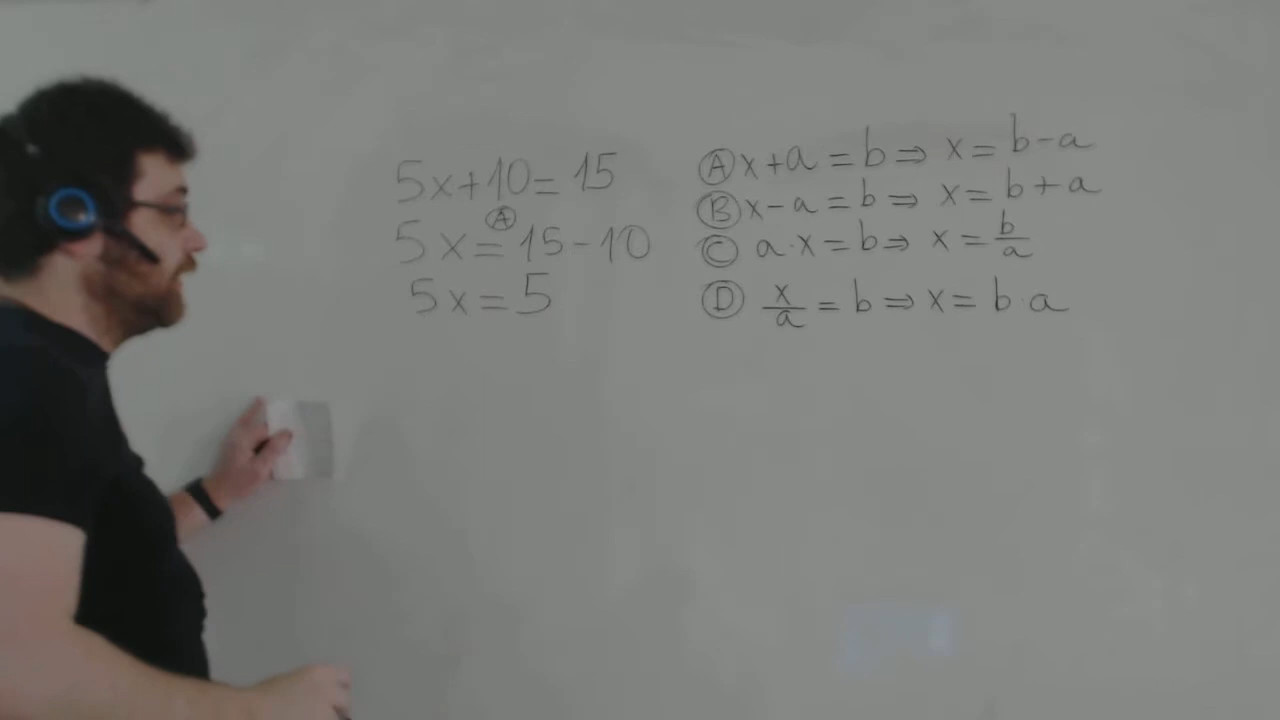 5x+10=15
Ⓐ
5x=15-10
5x=5
Ⓐ x+a=b⇒ x=b-a
Ⓑ x-a=b⇒ x=b+a
Ⓒ a·x=b⇒ x=b/a
Ⓓ x/a=b⇒x=b·a